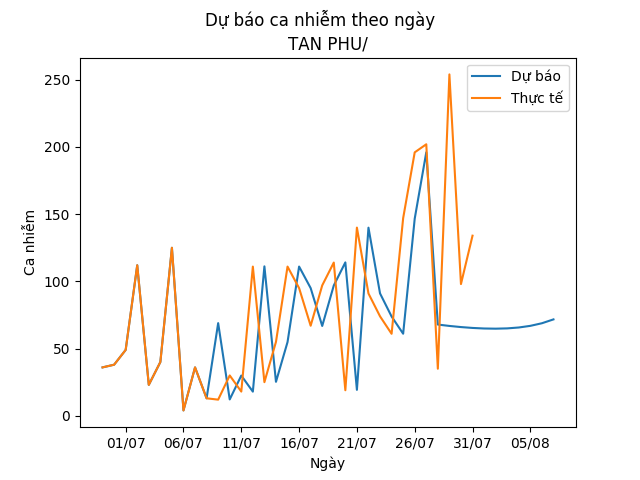 Dự báo ca nhiễm theo ngày
TAN PHU/
Dự báo
Thực tế
250
200
150
100
50
0
Ca nhiễm
01/07 06/07 11/07 16/07 21/07 26/07 31/07 05/08
Ngày